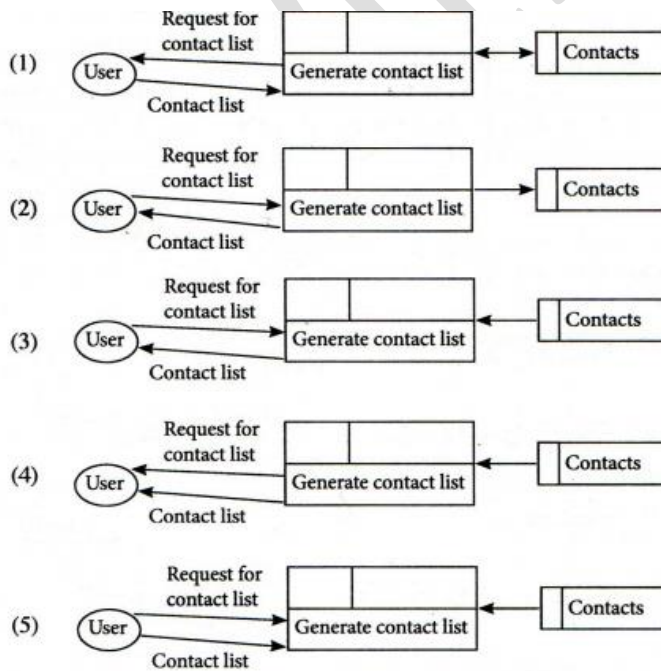 Request for
contact list
(1) User Generate contact list Contacts
Contact list
Request for
contact list
(2) User Generate contact list Contacts
Contact list
Request for
contact list
(3) User Generate contact list Contacts
Contact list
Request for
contact list
(4) User Generate contact list Contacts
Contact list
Request for
contact list
(5) User Generate contact list Contacts
Contact list